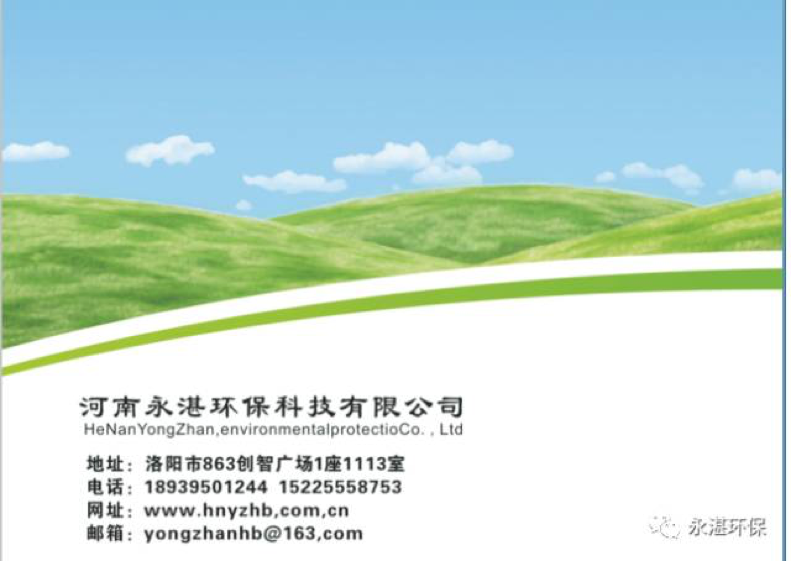 河南永湛环保科技有限公司
HeNanYongZhan,environmentalprotectioCo. , Ltd
地址：洛阳市863创智广场1座1113室
电话：18939501244 15225558753
网址：www.hnyzhb,com,cn
邮箱：yongzhanhb@163,com
永湛环保